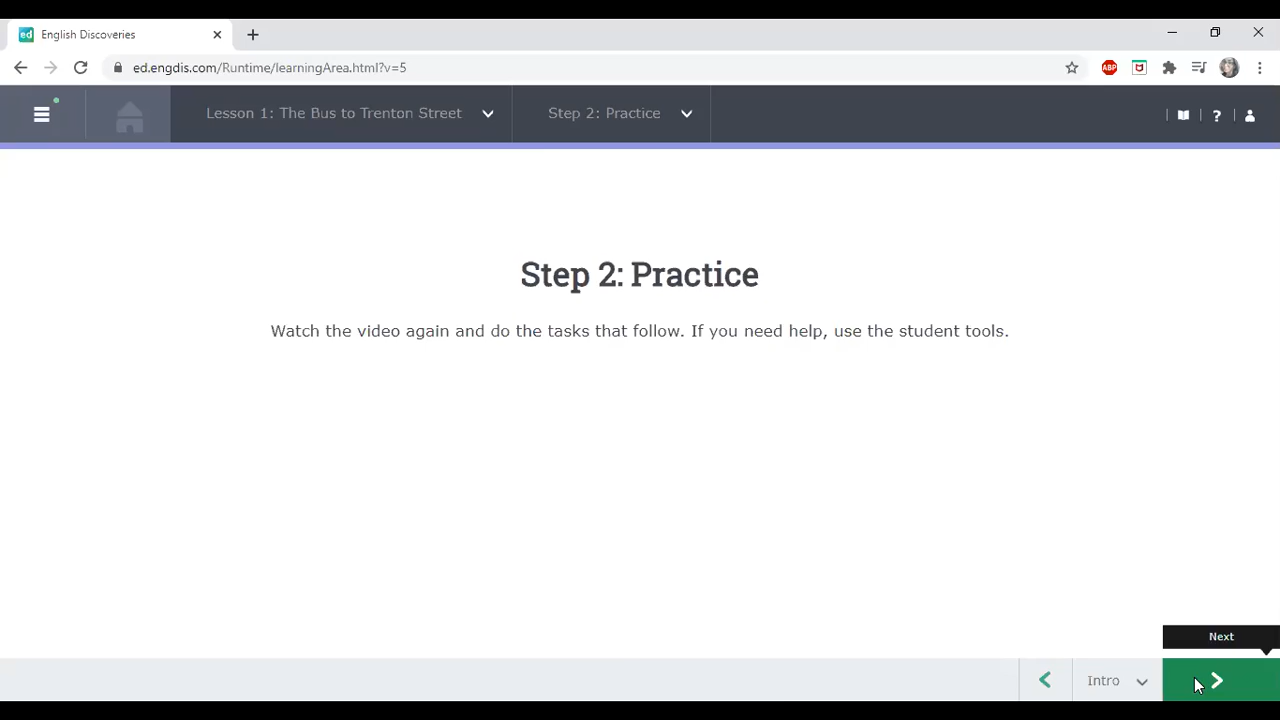 ed English Discoveries
ed.engdis.com/Runtime/learningArea.html?v=5
ABP
Lesson 1: The Bus to Trenton Street
Step 2: Practice
?
Step 2: Practice
Watch the video again and do the tasks that follow. If you need help, use the student tools.
Next
Intro